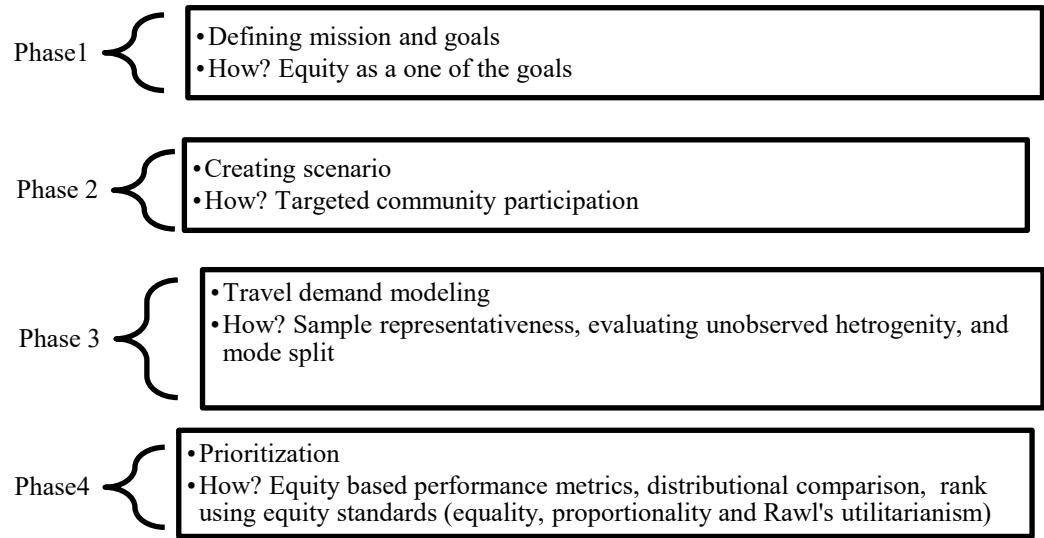 Phase1
•Defining mission and goals
•How? Equity as a one of the goals
Phase 2
•Creating scenario
•How? Targeted community participation
Phase 3
•Travel demand modeling
•How? Sample representativeness, evaluating unobserved hetrogenity, and
mode split
Phase4
•Prioritization
•How? Equity based performance metrics, distributional comparison, rank
using equity standards (equality, proportionality and Rawl's utilitarianism)